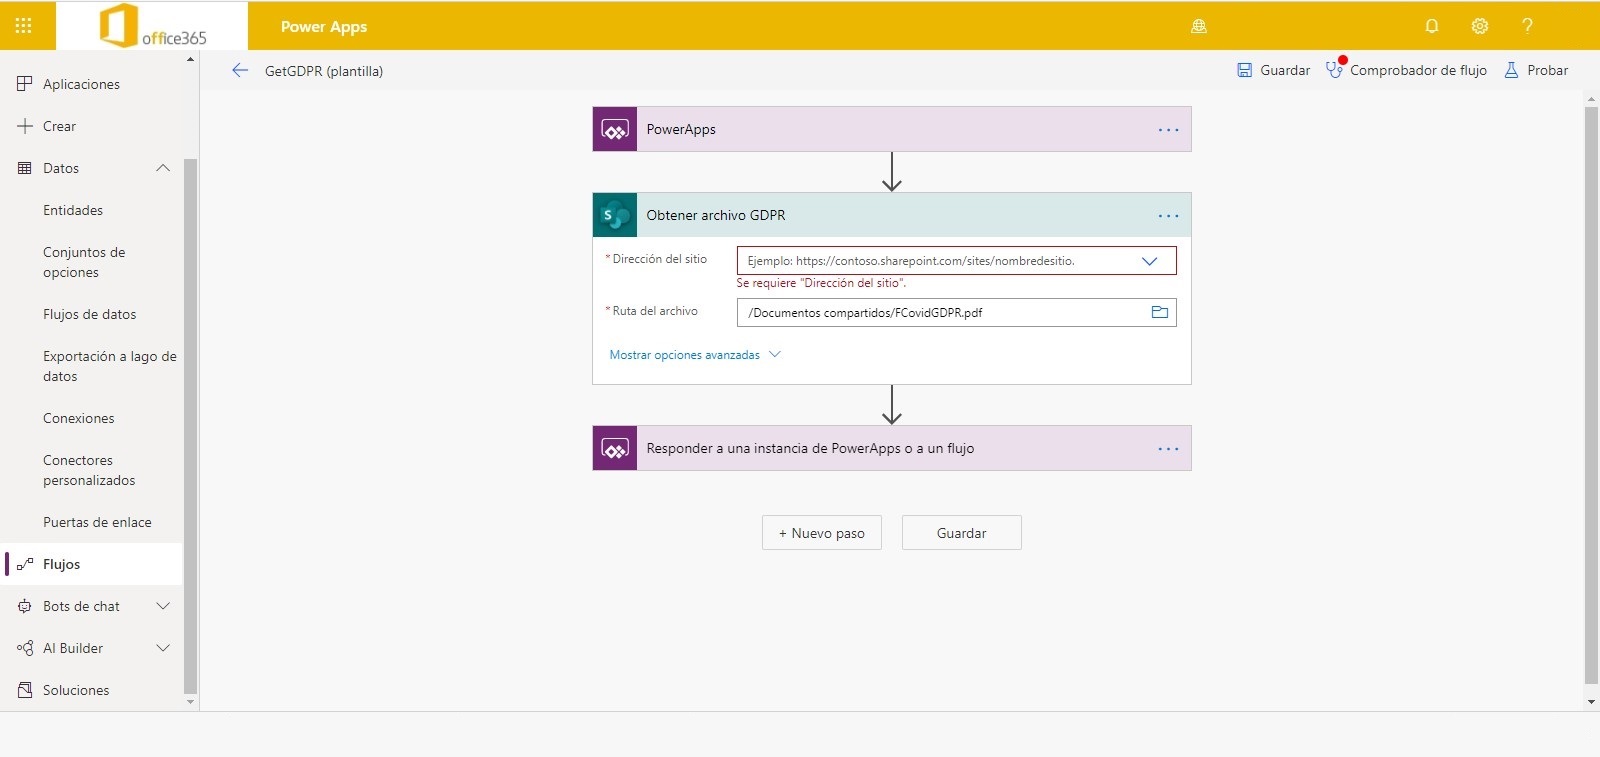 office365
Power Apps
?
GetGDPR (plantilla)
Guardar
Comprobador de flujo
Probar
Aplicaciones
Crear
Datos
Entidades
Conjuntos de
opciones
Flujos de datos
Exportación a lago de
datos
Conexiones
Conectores
personalizados
Puertas de enlace
Flujos
Bots de chat
AI Builder
Soluciones
PowerApps
S
Obtener archivo GDPR
* Dirección del sitio
Ejemplo: https://contoso.sharepoint.com/sites/nombredesitio.
Se requiere "Dirección del sitio".
* Ruta del archivo
/Documentos compartidos/FCovidGDPR.pdf
Mostrar opciones avanzadas
Responder a una instancia de PowerApps o a un flujo
+ Nuevo paso
Guardar